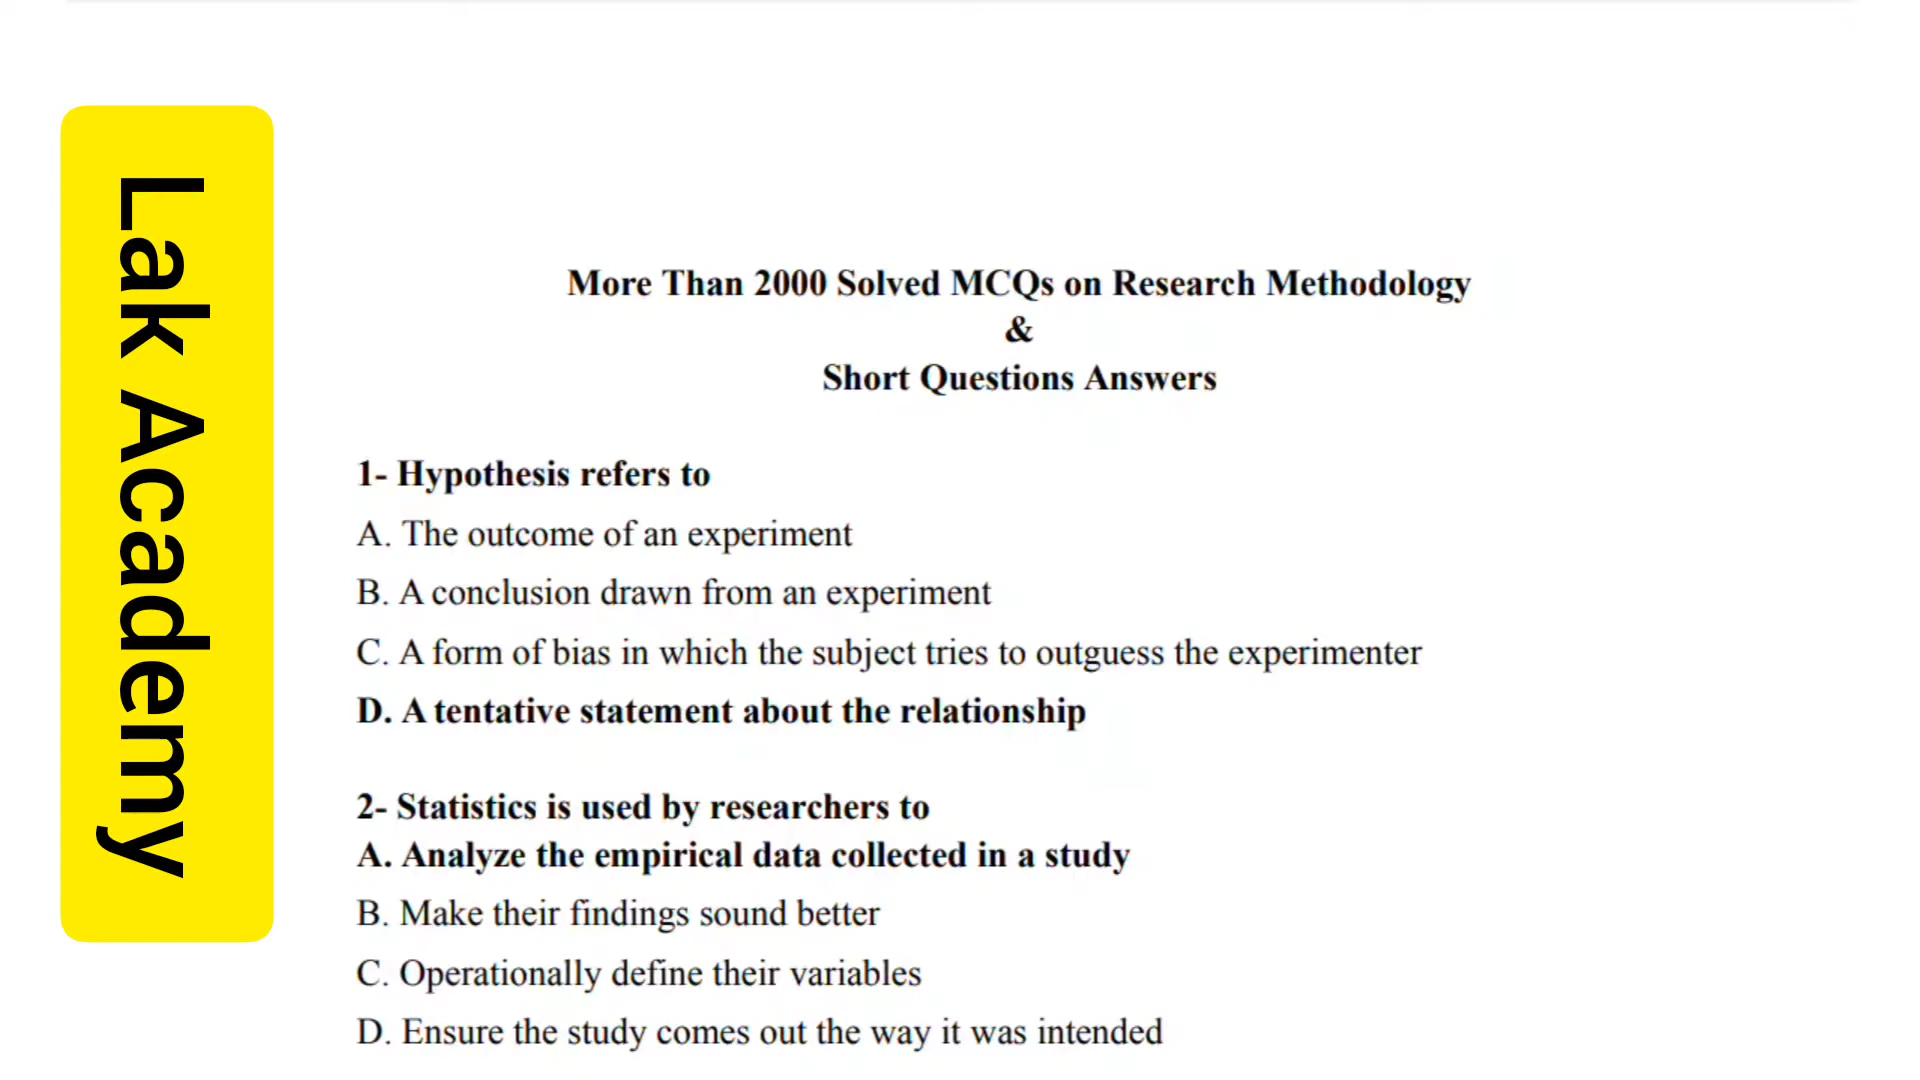 Lak Academy
More Than 2000 Solved MCQs on Research Methodology
&
Short Questions Answers
1- Hypothesis refers to
A. The outcome of an experiment
B. A conclusion drawn from an experiment
C. A form of bias in which the subject tries to outguess the experimenter
D. A tentative statement about the relationship
2- Statistics is used by researchers to
A. Analyze the empirical data collected in a study
B. Make their findings sound better
C. Operationally define their variables
D. Ensure the study comes out the way it was intended